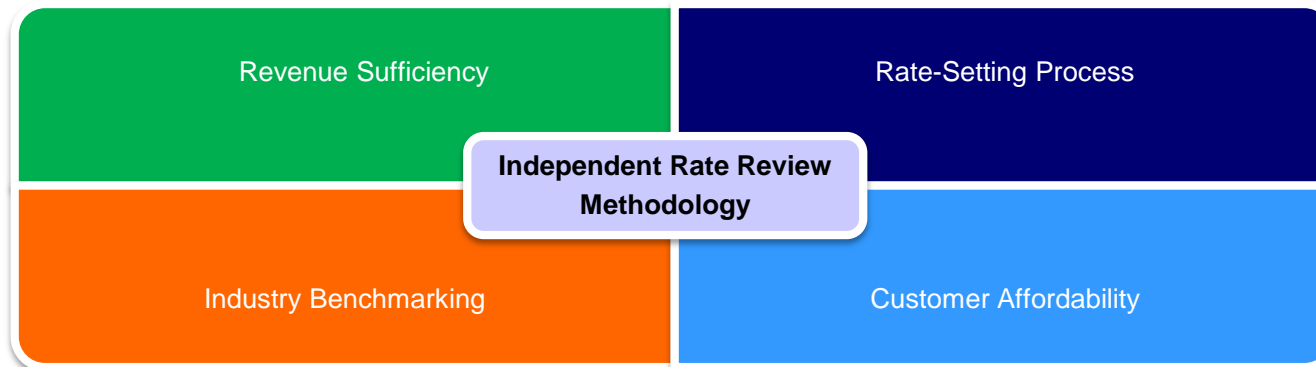 Revenue Sufficiency
Rate-Setting Process
Independent Rate Review
Methodology
Industry Benchmarking
Customer Affordability